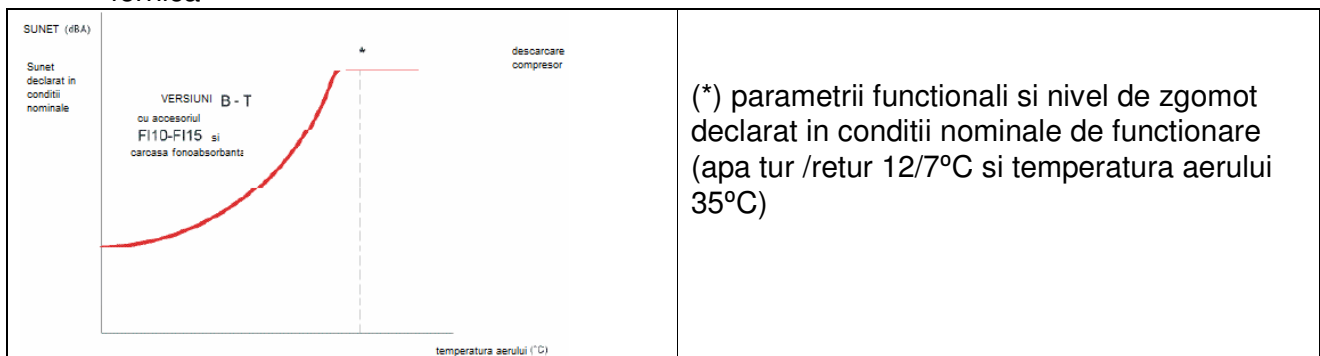 SUNET (dBA)
Sunet
declarat in
conditii
nominale
VERSIUNI B - T
cu accesoriul
FI10-FI15 si
carcasa fonoabsorbanta
*
descarcare
compresor
temperatura aerului (°C)
(*) parametrii functionali si nivel de zgomot
declarat in conditii nominale de functionare
(apa tur /retur 12/7ºC si temperatura aerului
35ºC)